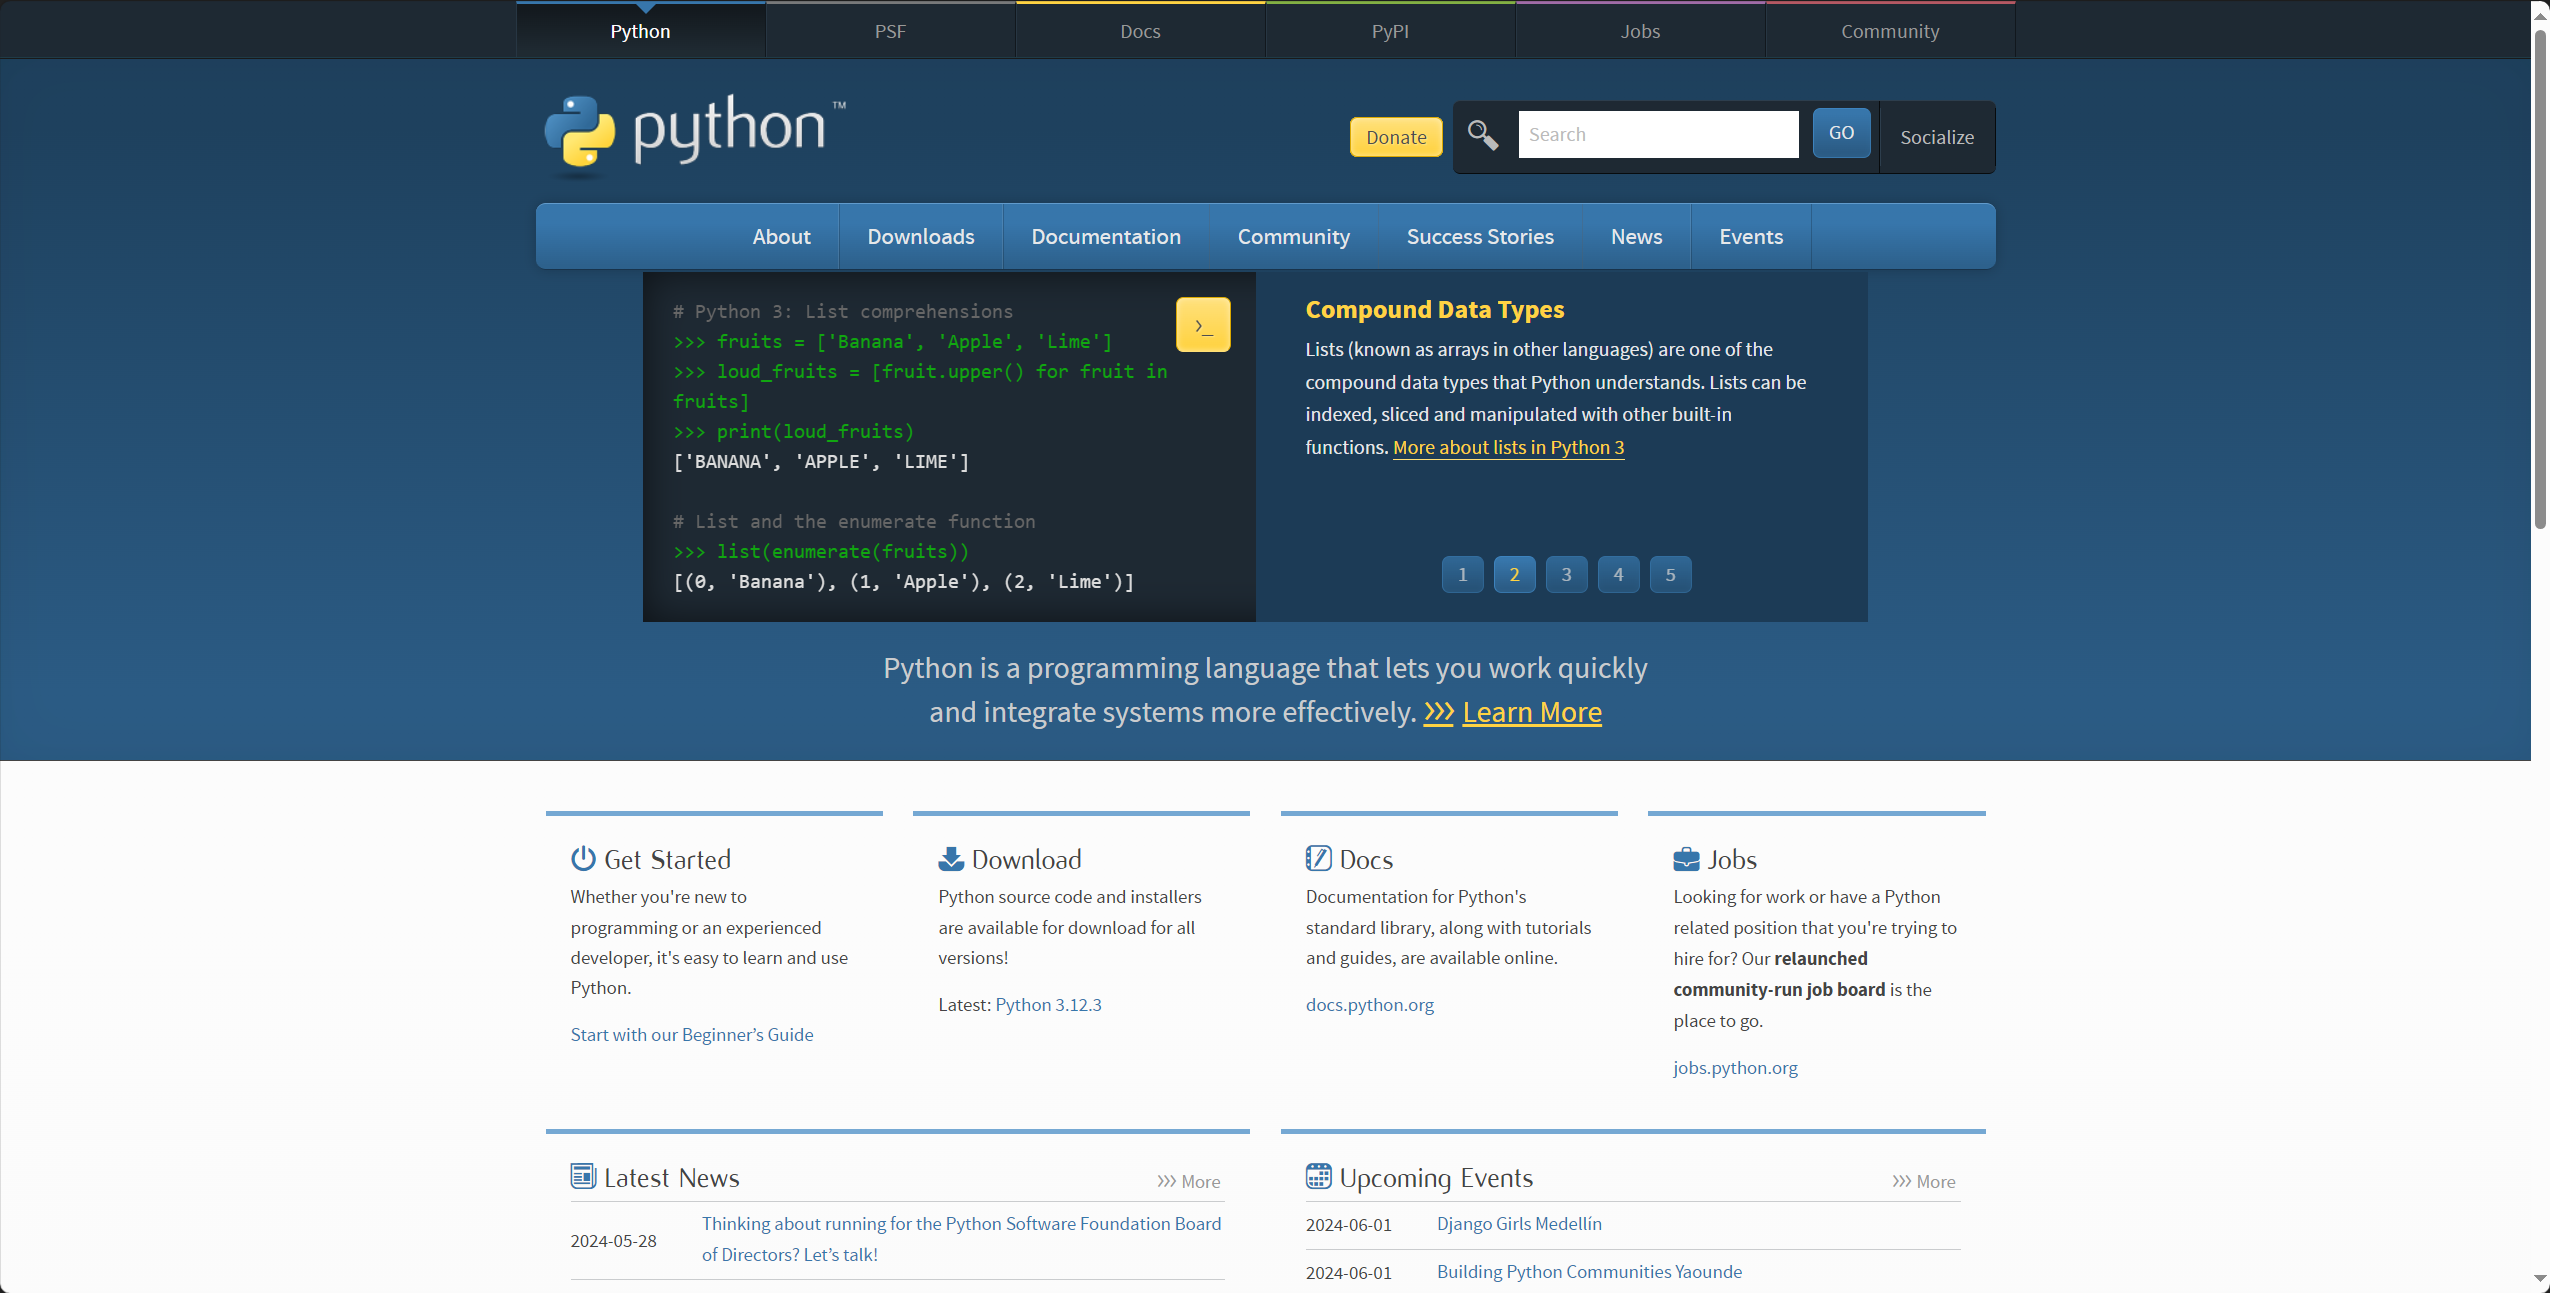 Python
PSF
Docs
PyPI
Jobs
Community
python™
Donate
Search
GO
Socialize
About
Downloads
Documentation
Community
Success Stories
News
Events
# Python 3: List comprehensions
>>> fruits = ['Banana', 'Apple', 'Lime']
>>> loud_fruits = [fruit.upper() for fruit in
fruits]
>>> print(loud_fruits)
['BANANA', 'APPLE', 'LIME']
# List and the enumerate function
>>> list(enumerate(fruits))
[(0, 'Banana'), (1, 'Apple'), (2, 'Lime')]
>_
Compound Data Types
Lists (known as arrays in other languages) are one of the
compound data types that Python understands. Lists can be
indexed, sliced and manipulated with other built-in
functions. More about lists in Python 3
1
2
3
4
5
Python is a programming language that lets you work quickly
and integrate systems more effectively. >>> Learn More
Get Started
Whether you're new to
programming or an experienced
developer, it's easy to learn and use
Python.
Start with our Beginner’s Guide
Download
Python source code and installers
are available for download for all
versions!
Latest: Python 3.12.3
Docs
Documentation for Python's
standard library, along with tutorials
and guides, are available online.
docs.python.org
Jobs
Looking for work or have a Python
related position that you're trying to
hire for? Our relaunched
community-run job board is the
place to go.
jobs.python.org
Latest News
>>> More
2024-05-28
Thinking about running for the Python Software Foundation Board
of Directors? Let’s talk!
Upcoming Events
>>> More
2024-06-01
Django Girls Medellín
2024-06-01
Building Python Communities Yaounde